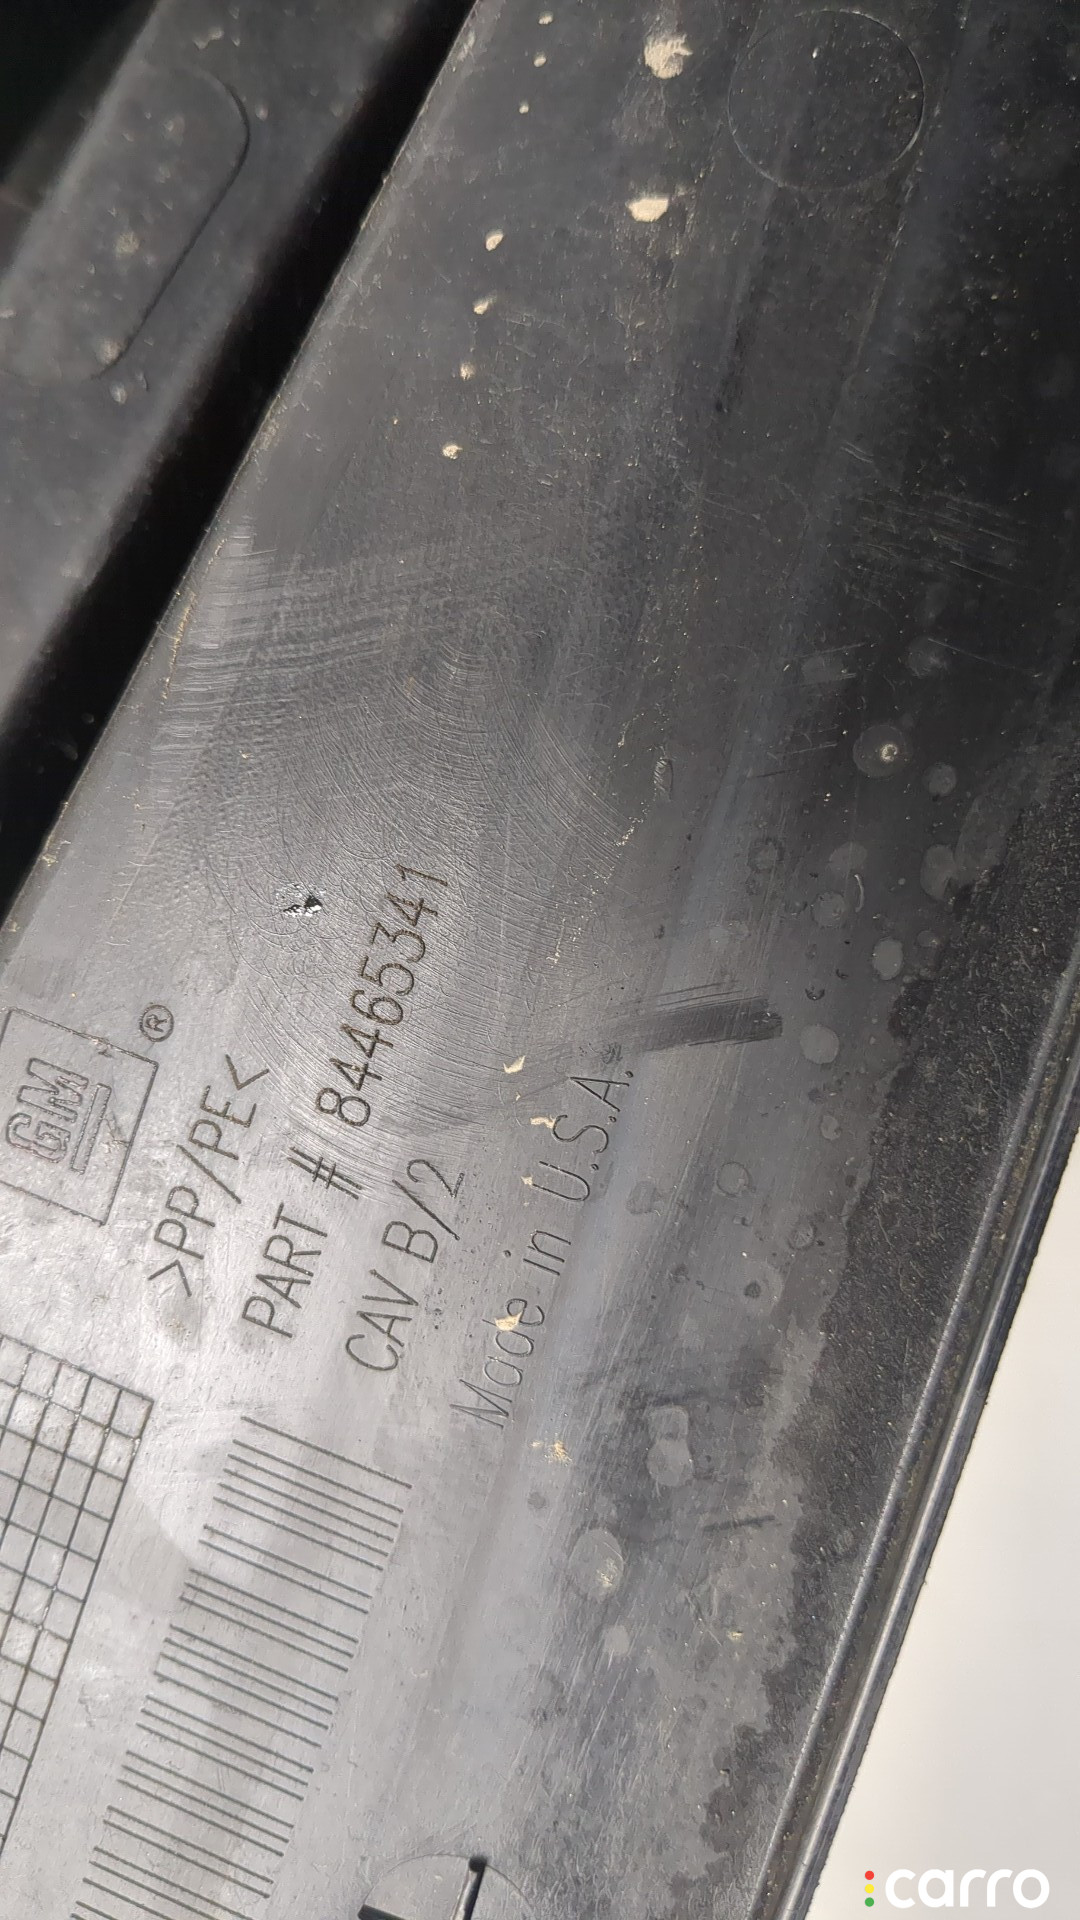 GM ®
>PP/PE<
PART # 84465341
CAV B/2
Made in U.S.A.
carro